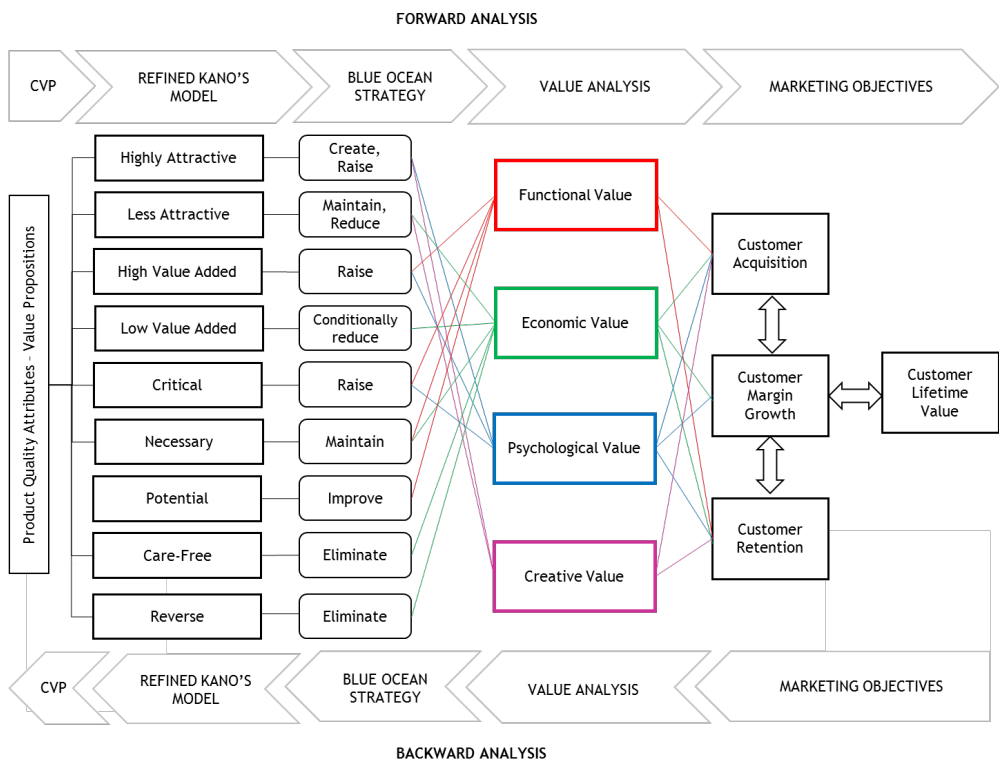 FORWARD ANALYSIS
CVP
REFINED KANO’S
MODEL
BLUE OCEAN
STRATEGY
VALUE ANALYSIS
MARKETING OBJECTIVES
Product Quality Attributes – Value Propositions
Highly Attractive
Less Attractive
High Value Added
Low Value Added
Critical
Necessary
Potential
Care-Free
Reverse
Create,
Raise
Maintain,
Reduce
Raise
Conditionally
reduce
Raise
Maintain
Improve
Eliminate
Eliminate
Functional Value
Economic Value
Psychological Value
Creative Value
Customer
Acquisition
Customer
Margin
Growth
Customer
Retention
Customer
Lifetime
Value
CVP
REFINED KANO’S
MODEL
BLUE OCEAN
STRATEGY
VALUE ANALYSIS
MARKETING OBJECTIVES
BACKWARD ANALYSIS